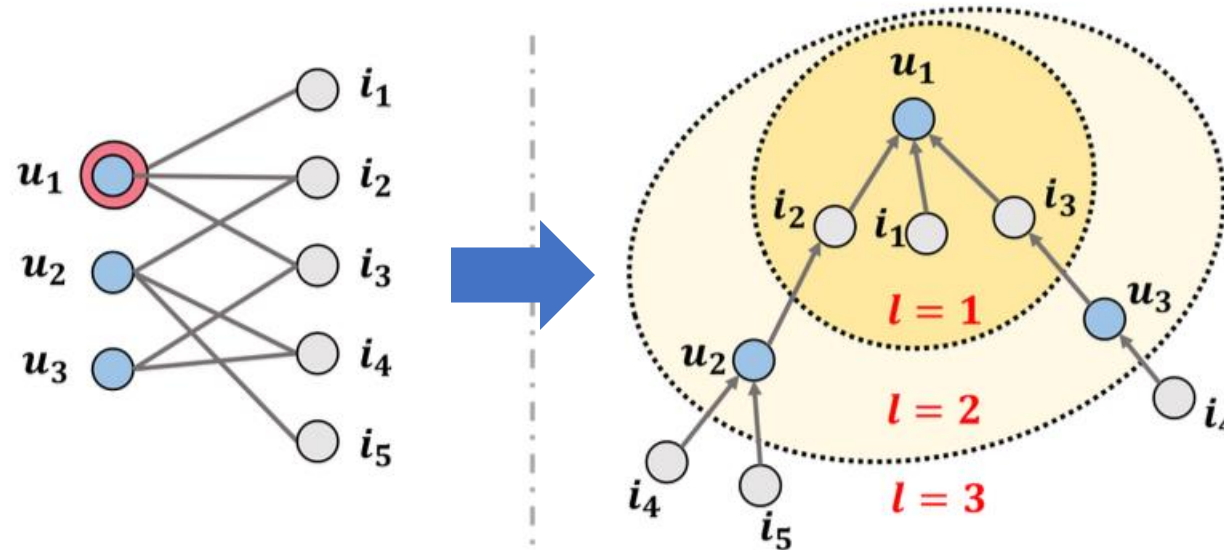 u₁
u₂
u₃
i₁
i₂
i₃
i₄
i₅
u₁
i₂
i₁
i₃
l = 1
u₂
u₃
l = 2
i₄
i₅
i₄
l = 3